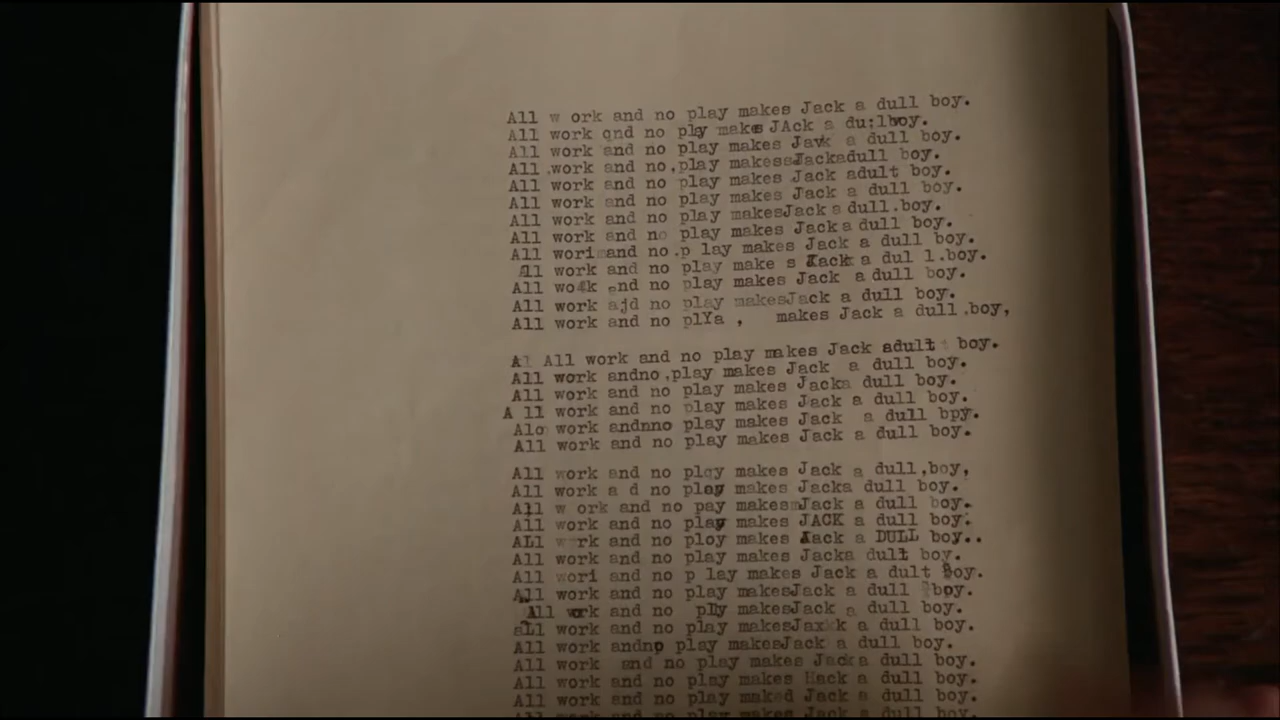 All w ork and no play makes Jack a dull boy.
All work and no ply makes JAck a du;lboy.
All work and no play makes Javk a dull boy.
All .work and no.play makessJackadull boy.
All work and no play makes Jack adult boy.
All work and no play makes Jack a dull boy.
All work and no play makesJack a dull.boy.
All work and no play makes Jack a dull boy.
All wori and no.p lay makes Jack a dull boy.
All work and no play make s Jack a dul l.boy.
All work end no play makes Jack a dull boy.
All work ajd no play makesJack a dull boy.
All work and no plYa , makes Jack a dull .boy,
Al All work and no play makes Jack adult boy.
All work andno.play makes Jack a dull boy.
All work and no play makes Jacka dull boy.
A ll work and no play makes Jack a dull boy.
Alo work andnno play makes Jack a dull bpy.
All work and no play makes Jack a dull boy.
All work and no play makes Jack a dull,boy,
All work a d no play makes Jacka dull boy.
All w ork and no pay makes Jack a dull boy.
All work and no play makes JACK a dull boy.
ALl w rk and no ploy makes Jack a DULL boy..
All work and no play makes Jacka dult boy.
All wori and no p lay makes Jack a dult boy.
All work and no play makesJack a dull boy.
All wrk and no ply makesJack a dull boy.
aLl work and no play makesJaxkk a dull boy.
All work andnp play makesJack a dull boy.
All work and no play makes Jacka dull boy.
All work and no play makes Hack a dull boy.
All work and no play maked Jack a dull boy.